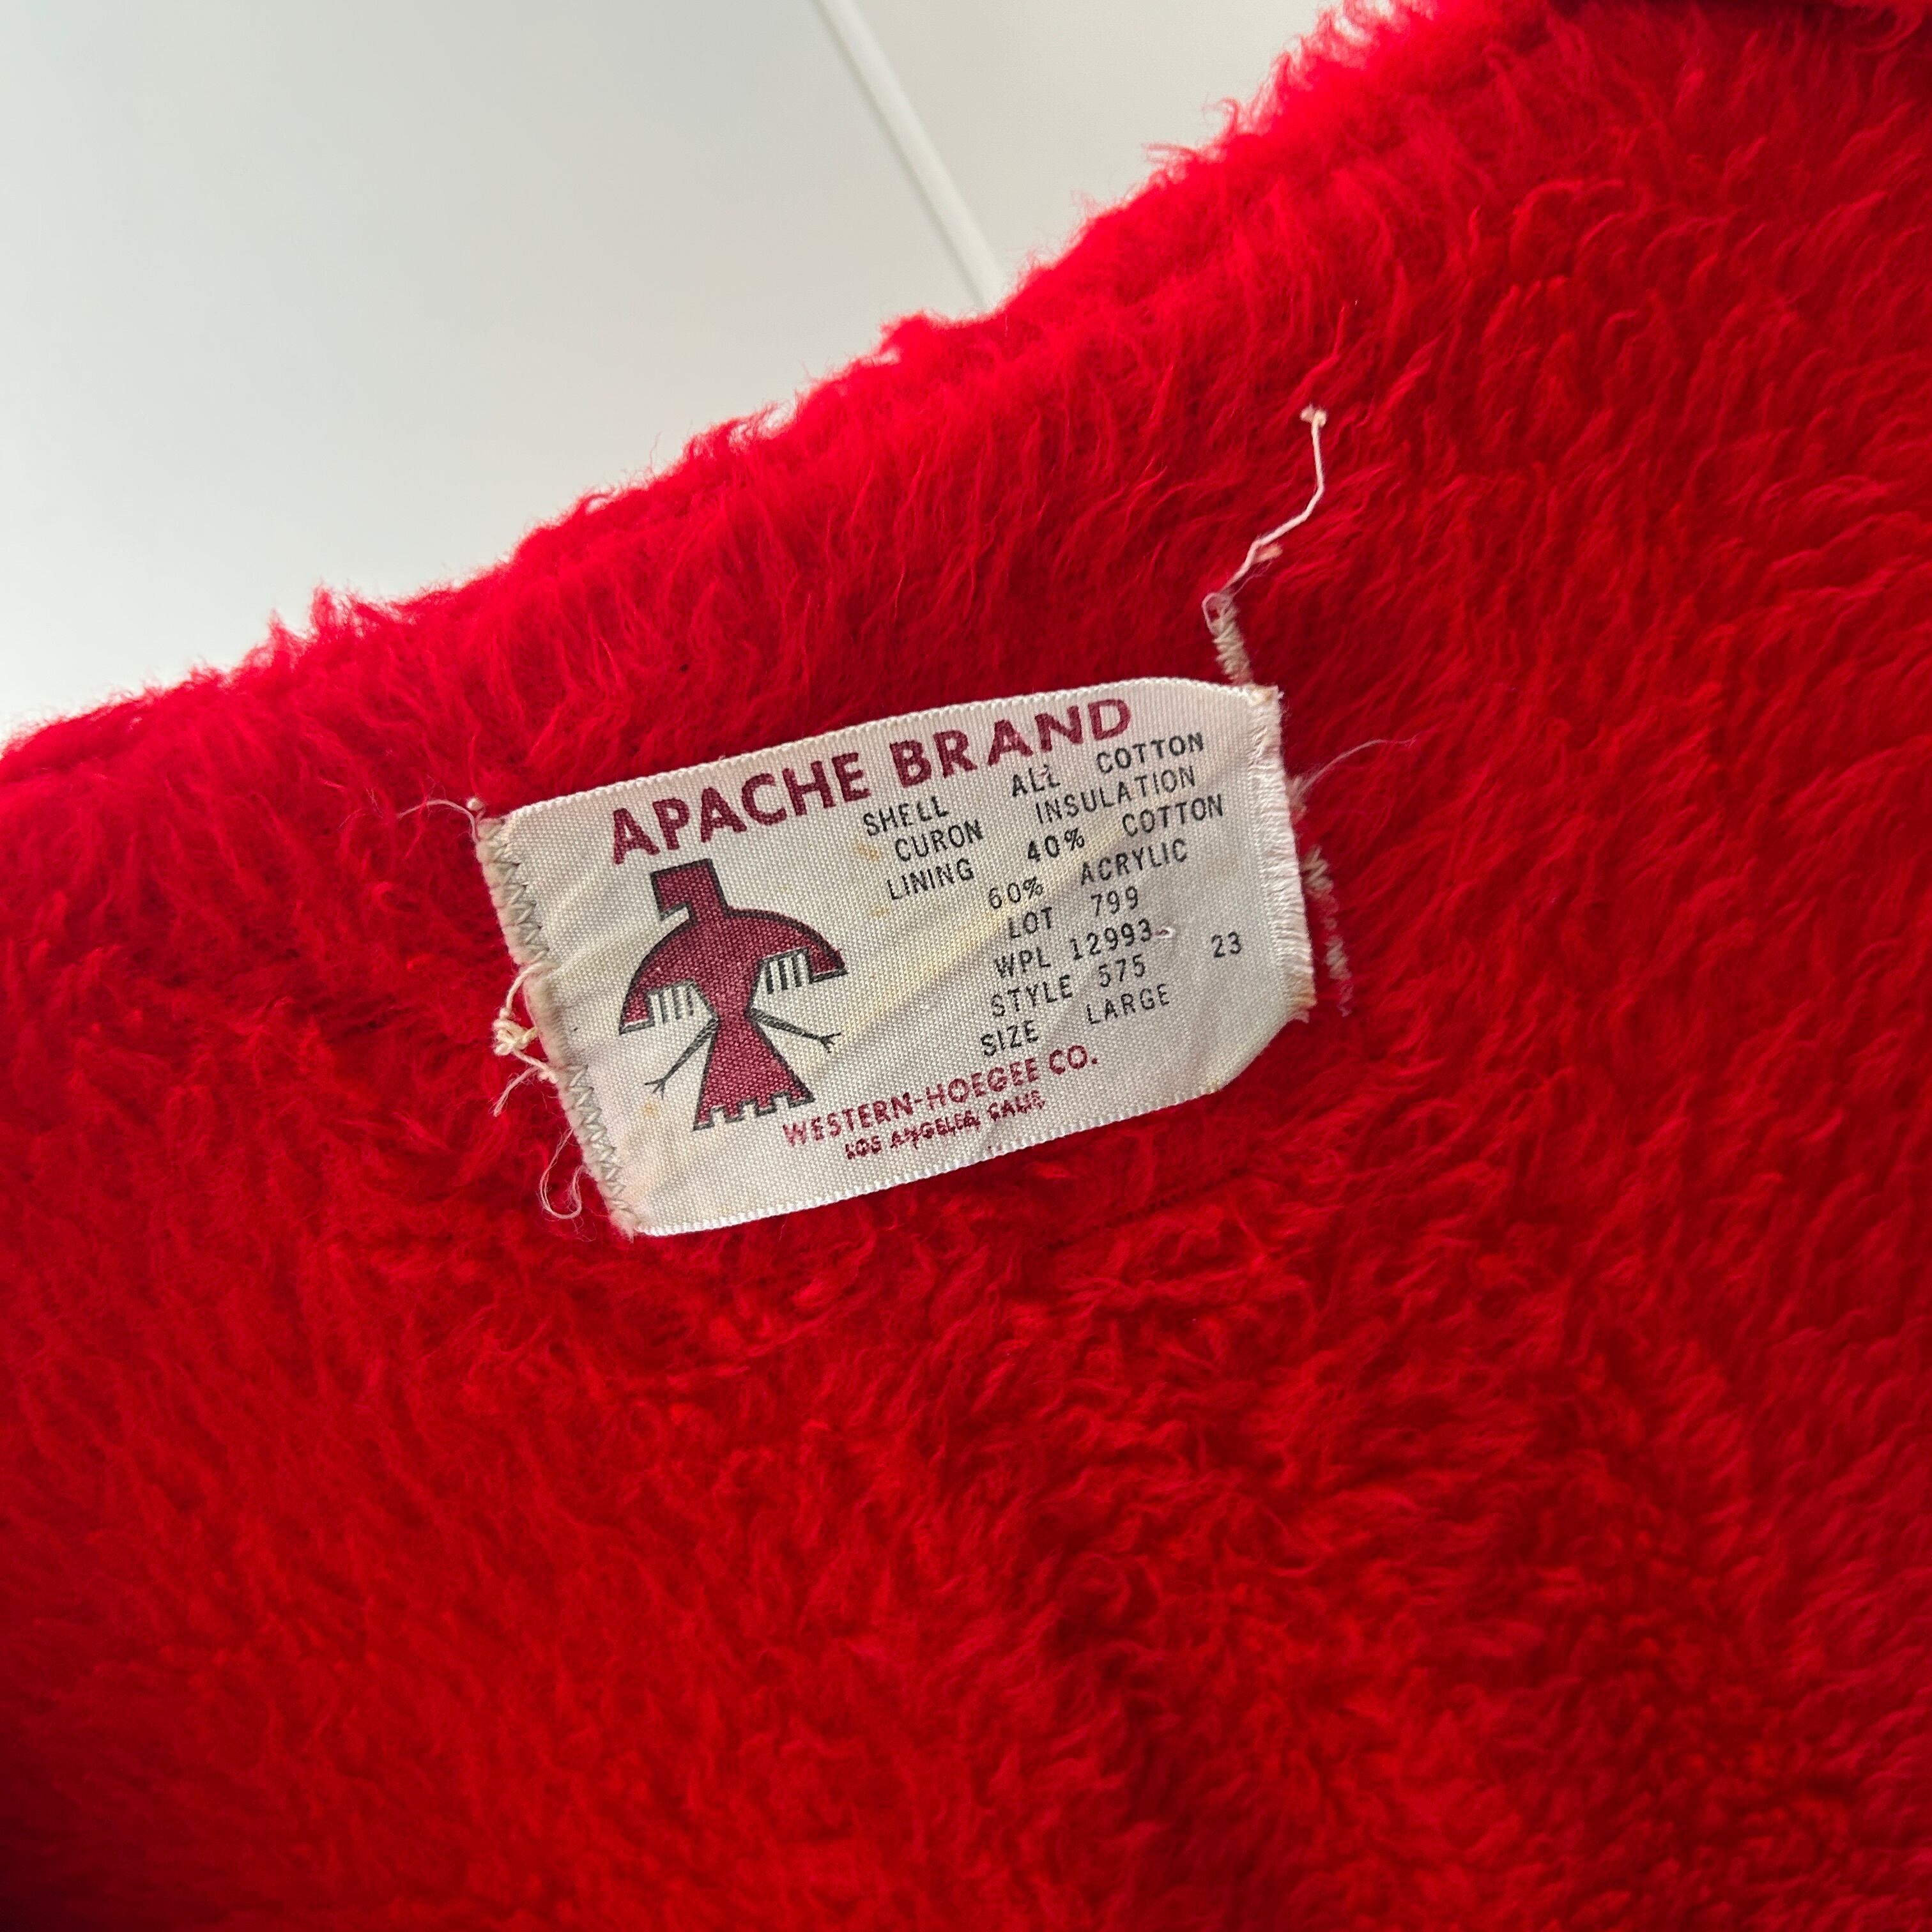 APACHE BRAND
SHELL ALL COTTON
CURON INSULATION
LINING 40% COTTON
60% ACRYLIC
LOT 799
WPL 12993
STYLE 575 23
SIZE LARGE
WESTERN-HOEGEE CO.
LOS ANGELES, CALIF.